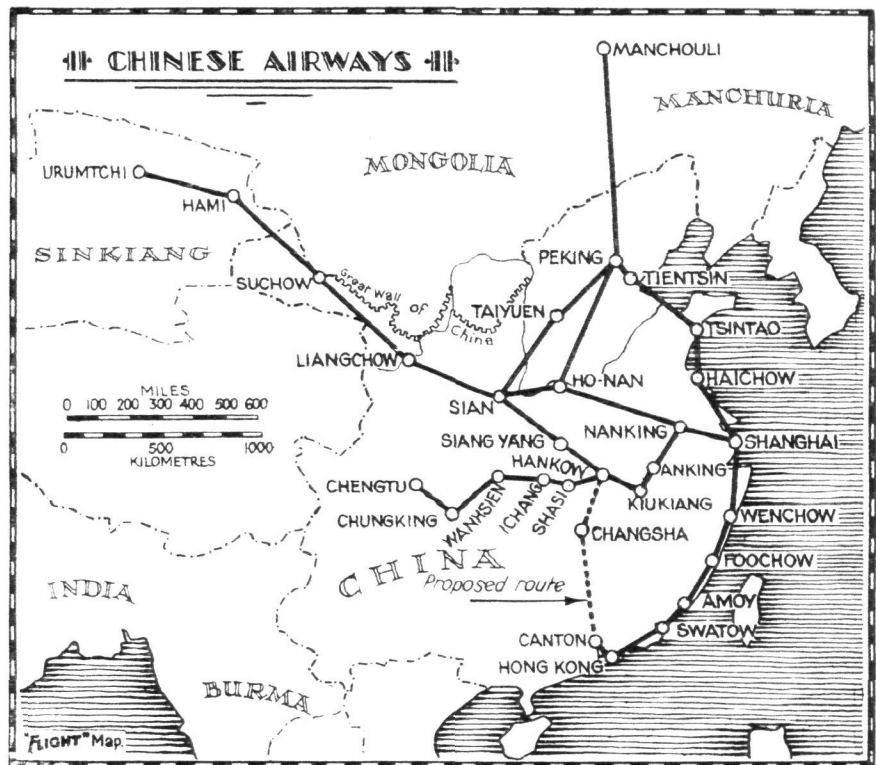 CHINESE AIRWAYS
MANCHOULI
MANCHURIA
MONGOLIA
URUMTCHI
HAMI
SINKIANG
PEKING
SUCHOW
Great Wall
of
China
TIENTSIN
TAIYUEN
TSINTAO
LIANGCHOW
HO-NAN
HAICHOW
MILES
0 100 200 300 400 500 600
0 500 1000
KILOMETRES
SIAN
NANKING
SHANGHAI
SIANG YANG
HANKOW
ANKING
CHENGTU
KIUKIANG
CHUNGKING
WANHSIEN
ICHANG
SHASI
WENCHOW
CHANGSHA
CHINA
FOOCHOW
INDIA
Proposed route
AMOY
SWATOW
CANTON
HONG KONG
BURMA
"FLIGHT" Map.